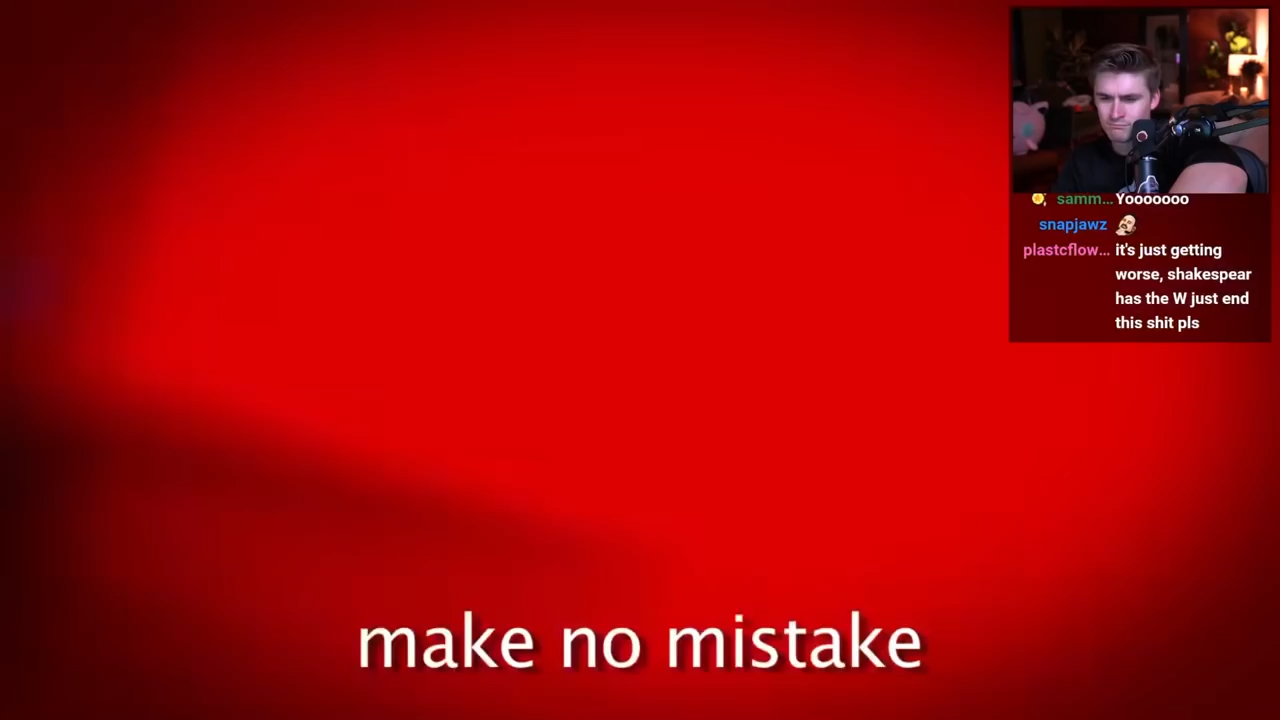 samm... Yooooooo
snapjawz
plastcflow... it's just getting
worse, shakespear
has the W just end
this shit pls
make no mistake